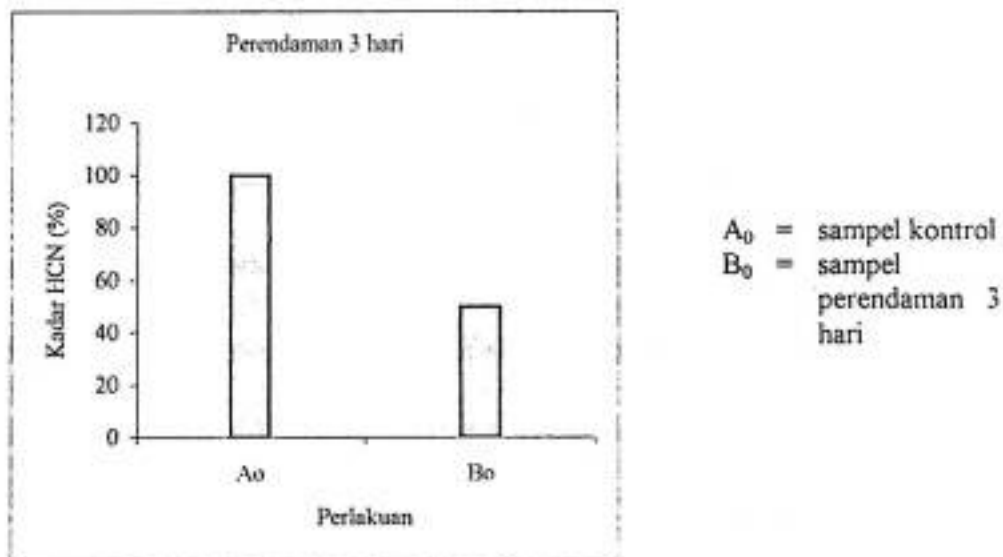 Perendaman 3 hari
120
100
80
60
40
20
0
Kadar HCN (%)
Ao
Bo
Perlakuan
A₀ = sampel kontrol
B₀ = sampel
perendaman 3
hari